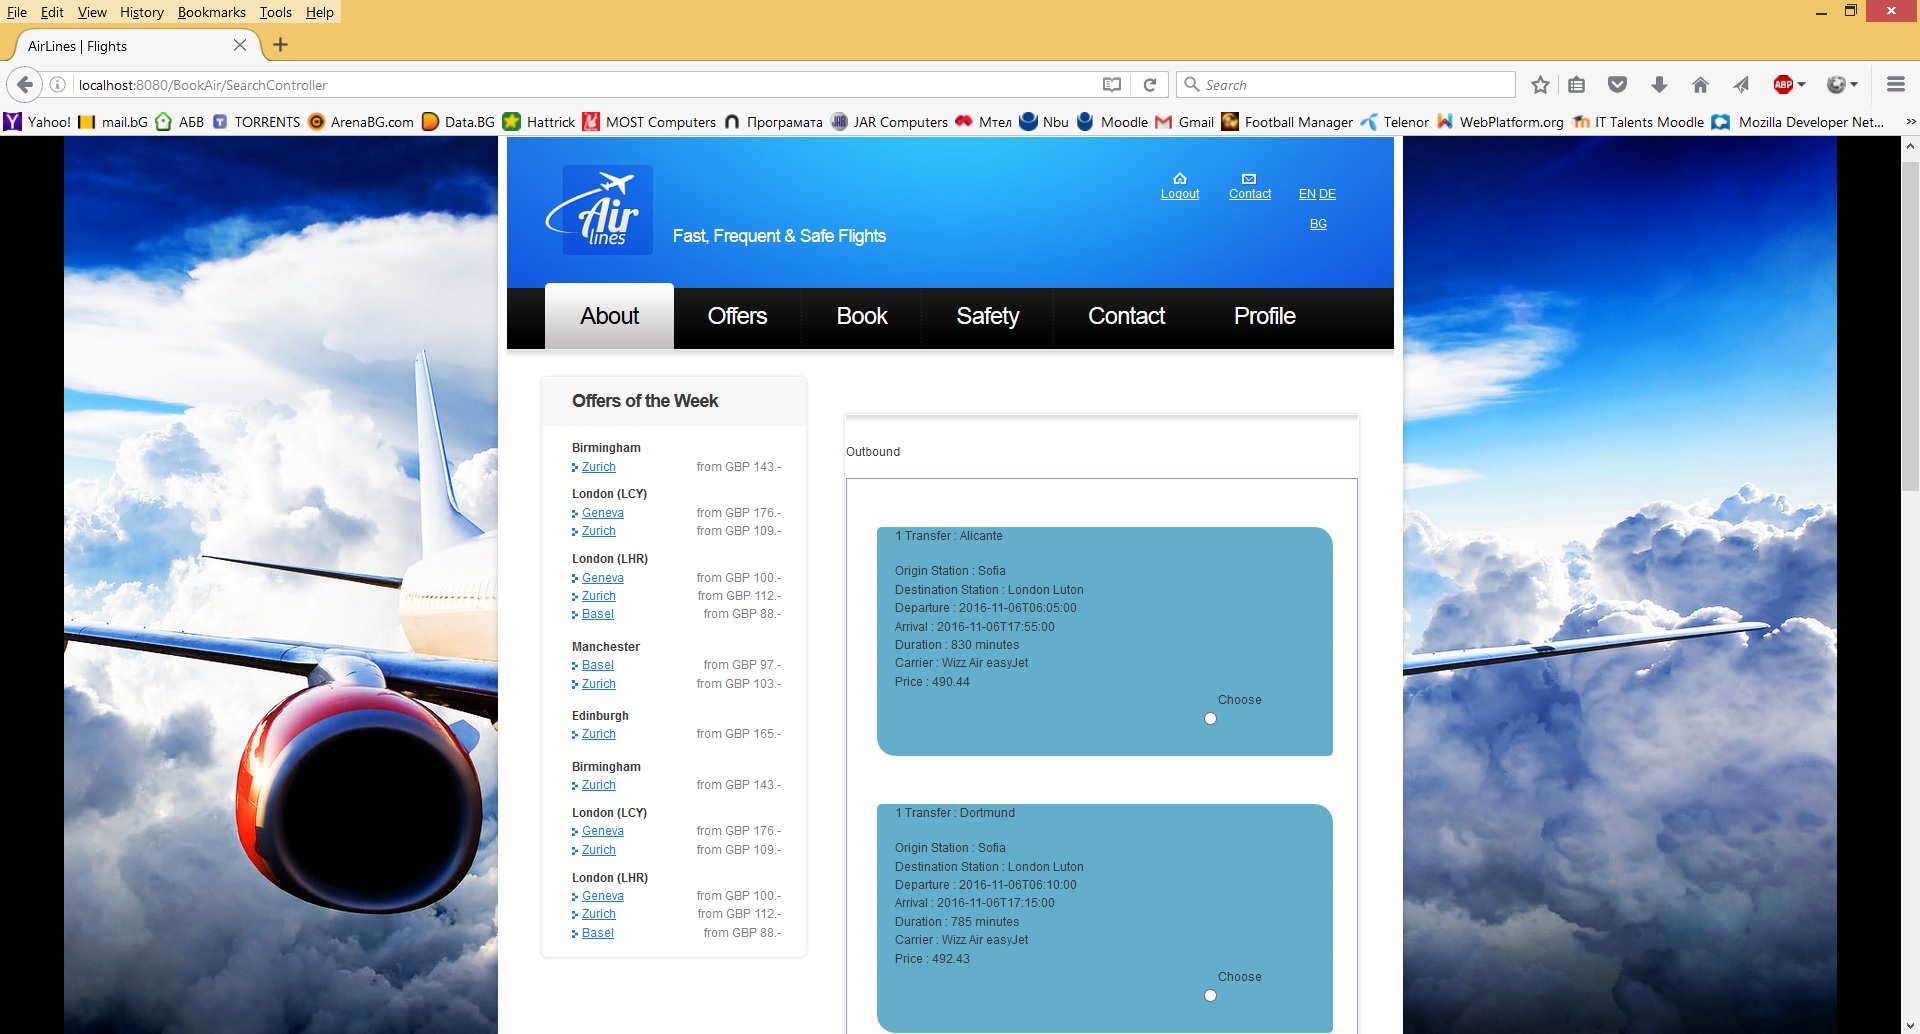 File Edit View History Bookmarks Tools Help
AirLines | Flights
localhost:8080/BookAir/SearchController
Search
ABP
Yahoo! mail.bG АББ TORRENTS ArenaBG.com Data.BG Hattrick MOST Computers Програмата JAR Computers Мтел Nbu Moodle Gmail Football Manager Telenor WebPlatform.org IT Talents Moodle Mozilla Developer Net... »
Air lines
Fast, Frequent & Safe Flights
Logout Contact EN DE
BG
About Offers Book Safety Contact Profile
Offers of the Week
Birmingham
Zurich from GBP 143.-
London (LCY)
Geneva from GBP 176.-
Zurich from GBP 109.-
London (LHR)
Geneva from GBP 100.-
Zurich from GBP 112.-
Basel from GBP 88.-
Manchester
Basel from GBP 97.-
Zurich from GBP 103.-
Edinburgh
Zurich from GBP 165.-
Birmingham
Zurich from GBP 143.-
London (LCY)
Geneva from GBP 176.-
Zurich from GBP 109.-
London (LHR)
Geneva from GBP 100.-
Zurich from GBP 112.-
Basel from GBP 88.-
Outbound
1 Transfer : Alicante
Origin Station : Sofia
Destination Station : London Luton
Departure : 2016-11-06T06:05:00
Arrival : 2016-11-06T17:55:00
Duration : 830 minutes
Carrier : Wizz Air easyJet
Price : 490.44
Choose
1 Transfer : Dortmund
Origin Station : Sofia
Destination Station : London Luton
Departure : 2016-11-06T06:10:00
Arrival : 2016-11-06T17:15:00
Duration : 785 minutes
Carrier : Wizz Air easyJet
Price : 492.43
Choose